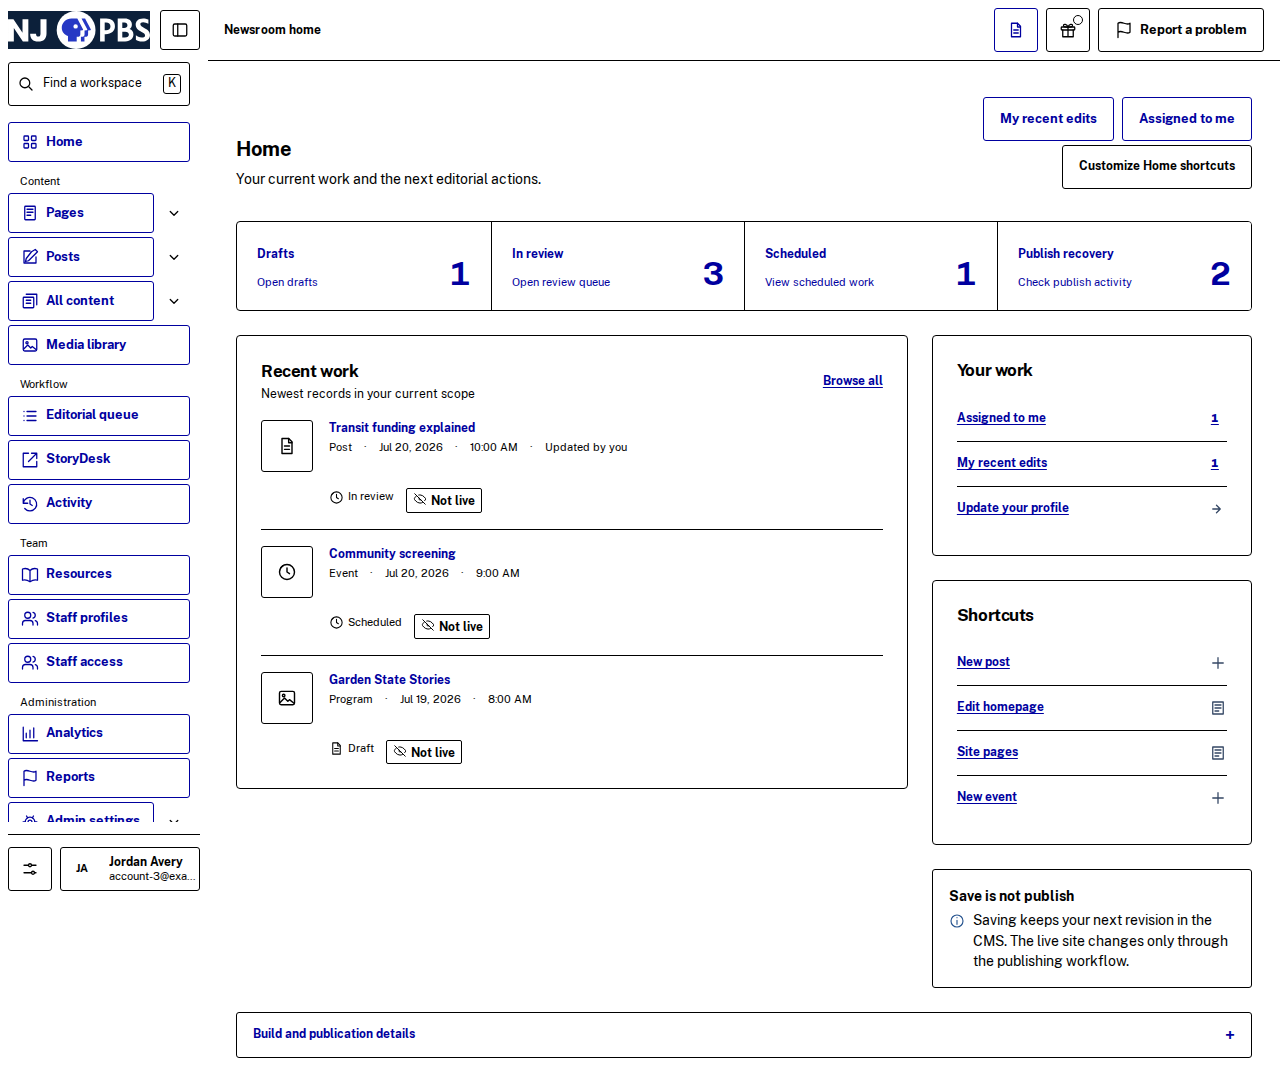 NJ PBS
Newsroom home
Report a problem
Find a workspace
K
Home
Content
Pages
Posts
All content
Media library
Workflow
Editorial queue
StoryDesk
Activity
Team
Resources
Staff profiles
Staff access
Administration
Analytics
Reports
Admin settings
JA
Jordan Avery
account-3@exa...
Home
Your current work and the next editorial actions.
My recent edits
Assigned to me
Customize Home shortcuts
Drafts
Open drafts
1
In review
Open review queue
3
Scheduled
View scheduled work
1
Publish recovery
Check publish activity
2
Recent work
Newest records in your current scope
Browse all
Transit funding explained
Post · Jul 20, 2026 · 10:00 AM · Updated by you
In review
Not live
Community screening
Event · Jul 20, 2026 · 9:00 AM
Scheduled
Not live
Garden State Stories
Program · Jul 19, 2026 · 8:00 AM
Draft
Not live
Your work
Assigned to me 1
My recent edits 1
Update your profile
Shortcuts
New post
Edit homepage
Site pages
New event
Save is not publish
Saving keeps your next revision in the
CMS. The live site changes only through
the publishing workflow.
Build and publication details +